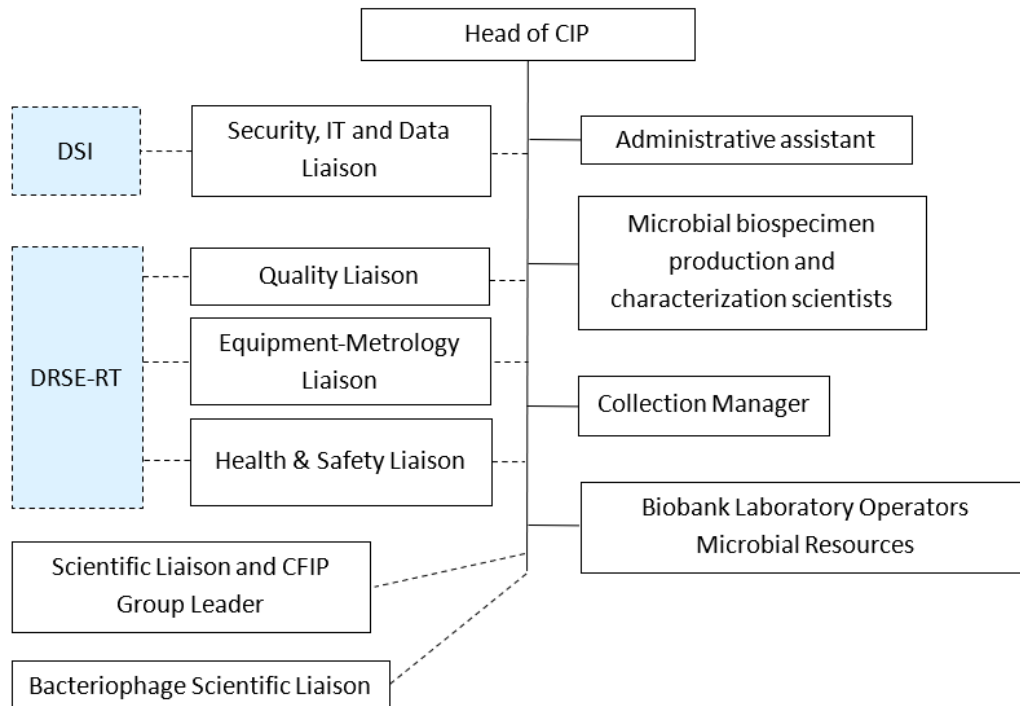 Head of CIP
DSI
Security, IT and Data
Liaison
Administrative assistant
Microbial biospecimen
production and
characterization scientists
DRSE-RT
Quality Liaison
Equipment-Metrology
Liaison
Health & Safety Liaison
Collection Manager
Biobank Laboratory Operators
Microbial Resources
Scientific Liaison and CFIP
Group Leader
Bacteriophage Scientific Liaison